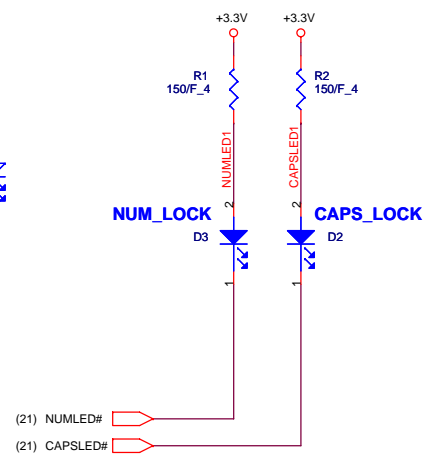 +3.3V +3.3V
R1 R2
150/F_4 150/F_4
NUMLED1 CAPSLED1
2 2
NUM_LOCK CAPS_LOCK
D3 D2
1 1
(21) NUMLED#
(21) CAPSLED#